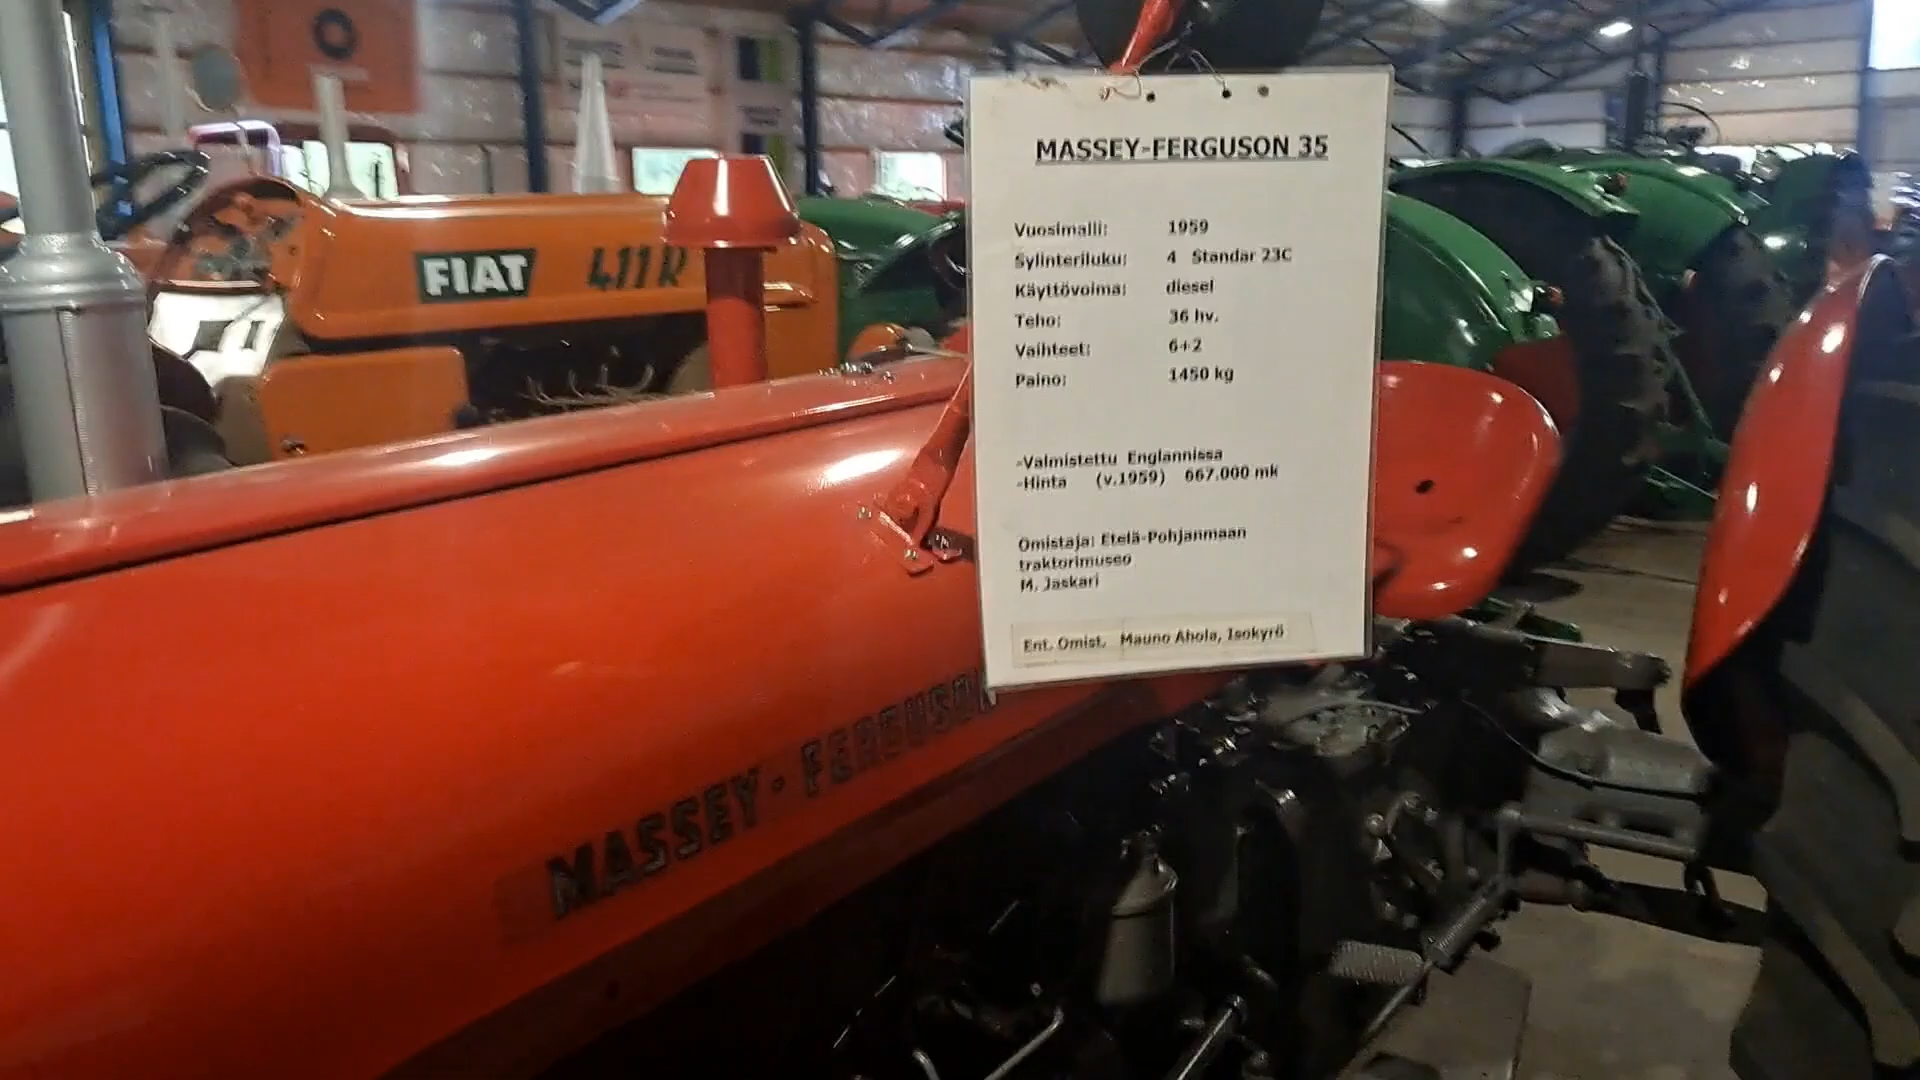 MASSEY-FERGUSON 35
Vuosimalli: 1959
Sylinteriluku: 4 Standar 23C
Käyttövoima: diesel
Teho: 36 hv.
Vaihteet: 6+2
Paino: 1450 kg
-Valmistettu Englannissa
-Hinta (v.1959) 667.000 mk
Omistaja: Etelä-Pohjanmaan
traktorimuseo
M. Jaskari
Ent. Omist. Mauno Ahola, Isokyrö
FIAT 411 R
MASSEY · FERGUSON